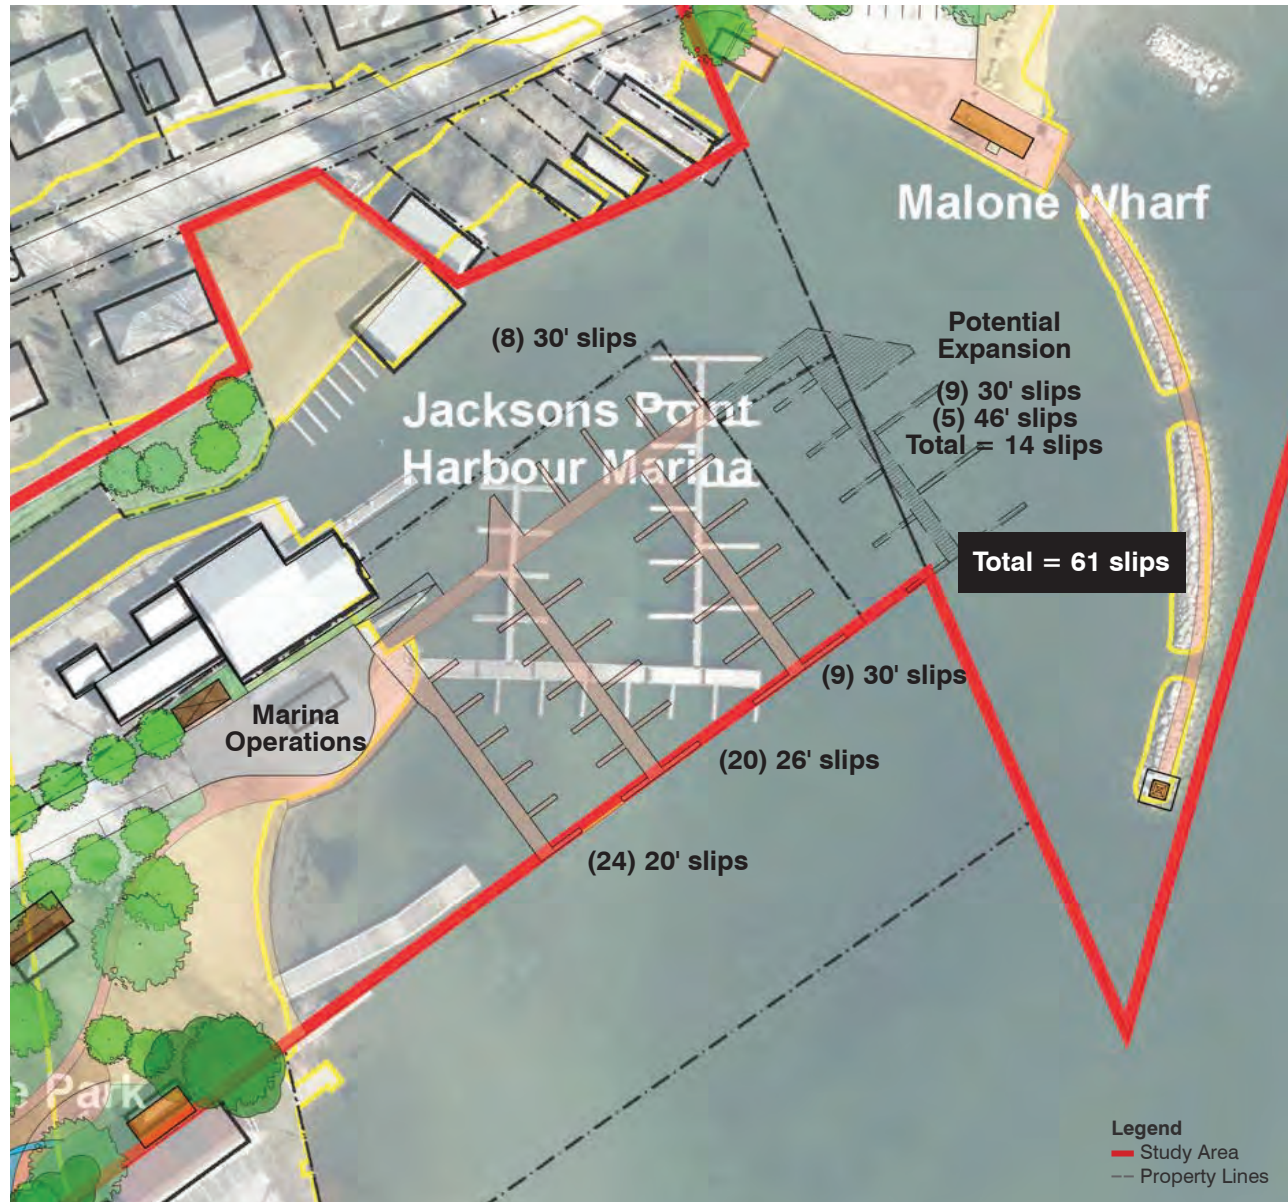 Malone Wharf
Potential
Expansion
(9) 30' slips
(5) 46' slips
Total = 14 slips
(8) 30' slips
Jacksons Point
Harbour Marina
Total = 61 slips
(9) 30' slips
Marina
Operations
(20) 26' slips
(24) 20' slips
e Park
Legend
Study Area
Property Lines